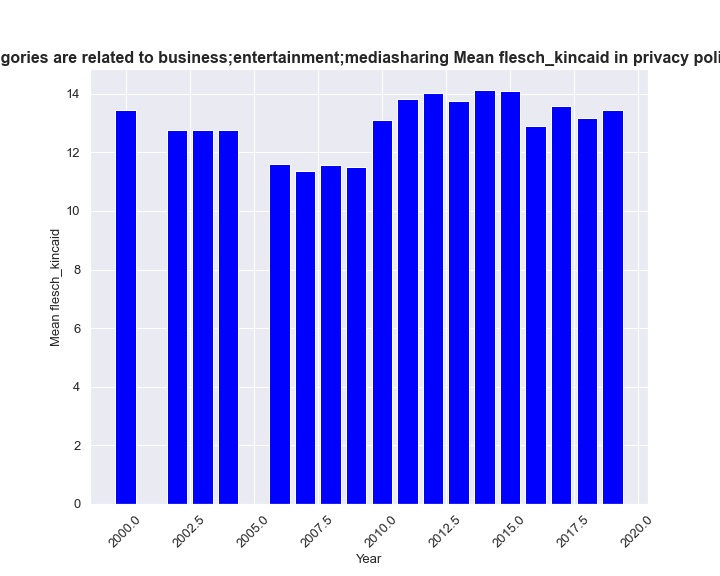 gories are related to business;entertainment;mediasharing Mean flesch_kincaid in privacy poli
14
12
10
8
6
4
2
0
Mean flesch_kincaid
2000.0 2002.5 2005.0 2007.5 2010.0 2012.5 2015.0 2017.5 2020.0
Year